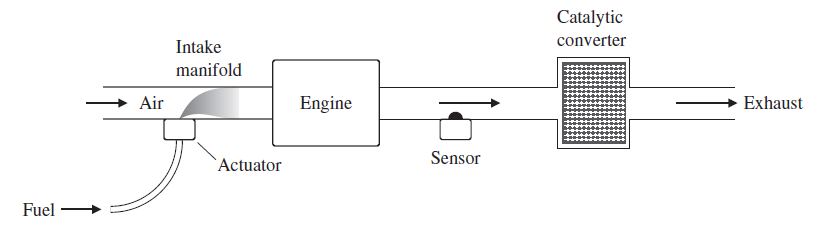 Catalytic
converter
Intake
manifold
Air
Engine
Exhaust
Sensor
Actuator
Fuel